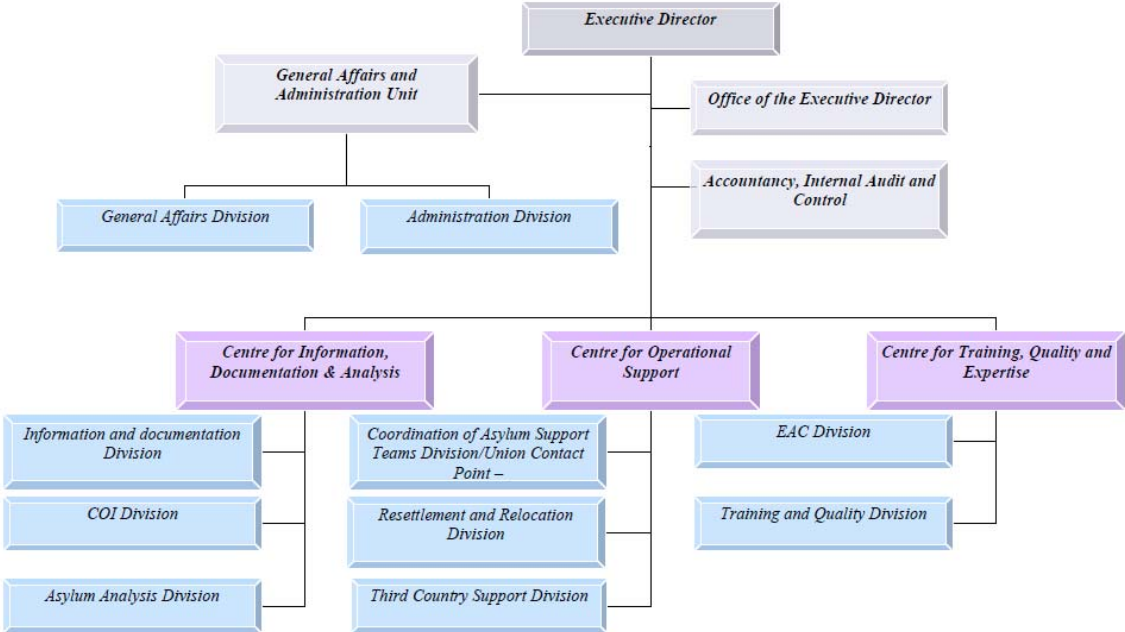 Executive Director
General Affairs and
Administration Unit
Office of the Executive Director
Accountancy, Internal Audit and
Control
General Affairs Division
Administration Division
Centre for Information,
Documentation & Analysis
Centre for Operational
Support
Centre for Training, Quality and
Expertise
Information and documentation
Division
COI Division
Asylum Analysis Division
Coordination of Asylum Support
Teams Division/Union Contact
Point –
Resettlement and Relocation
Division
Third Country Support Division
EAC Division
Training and Quality Division